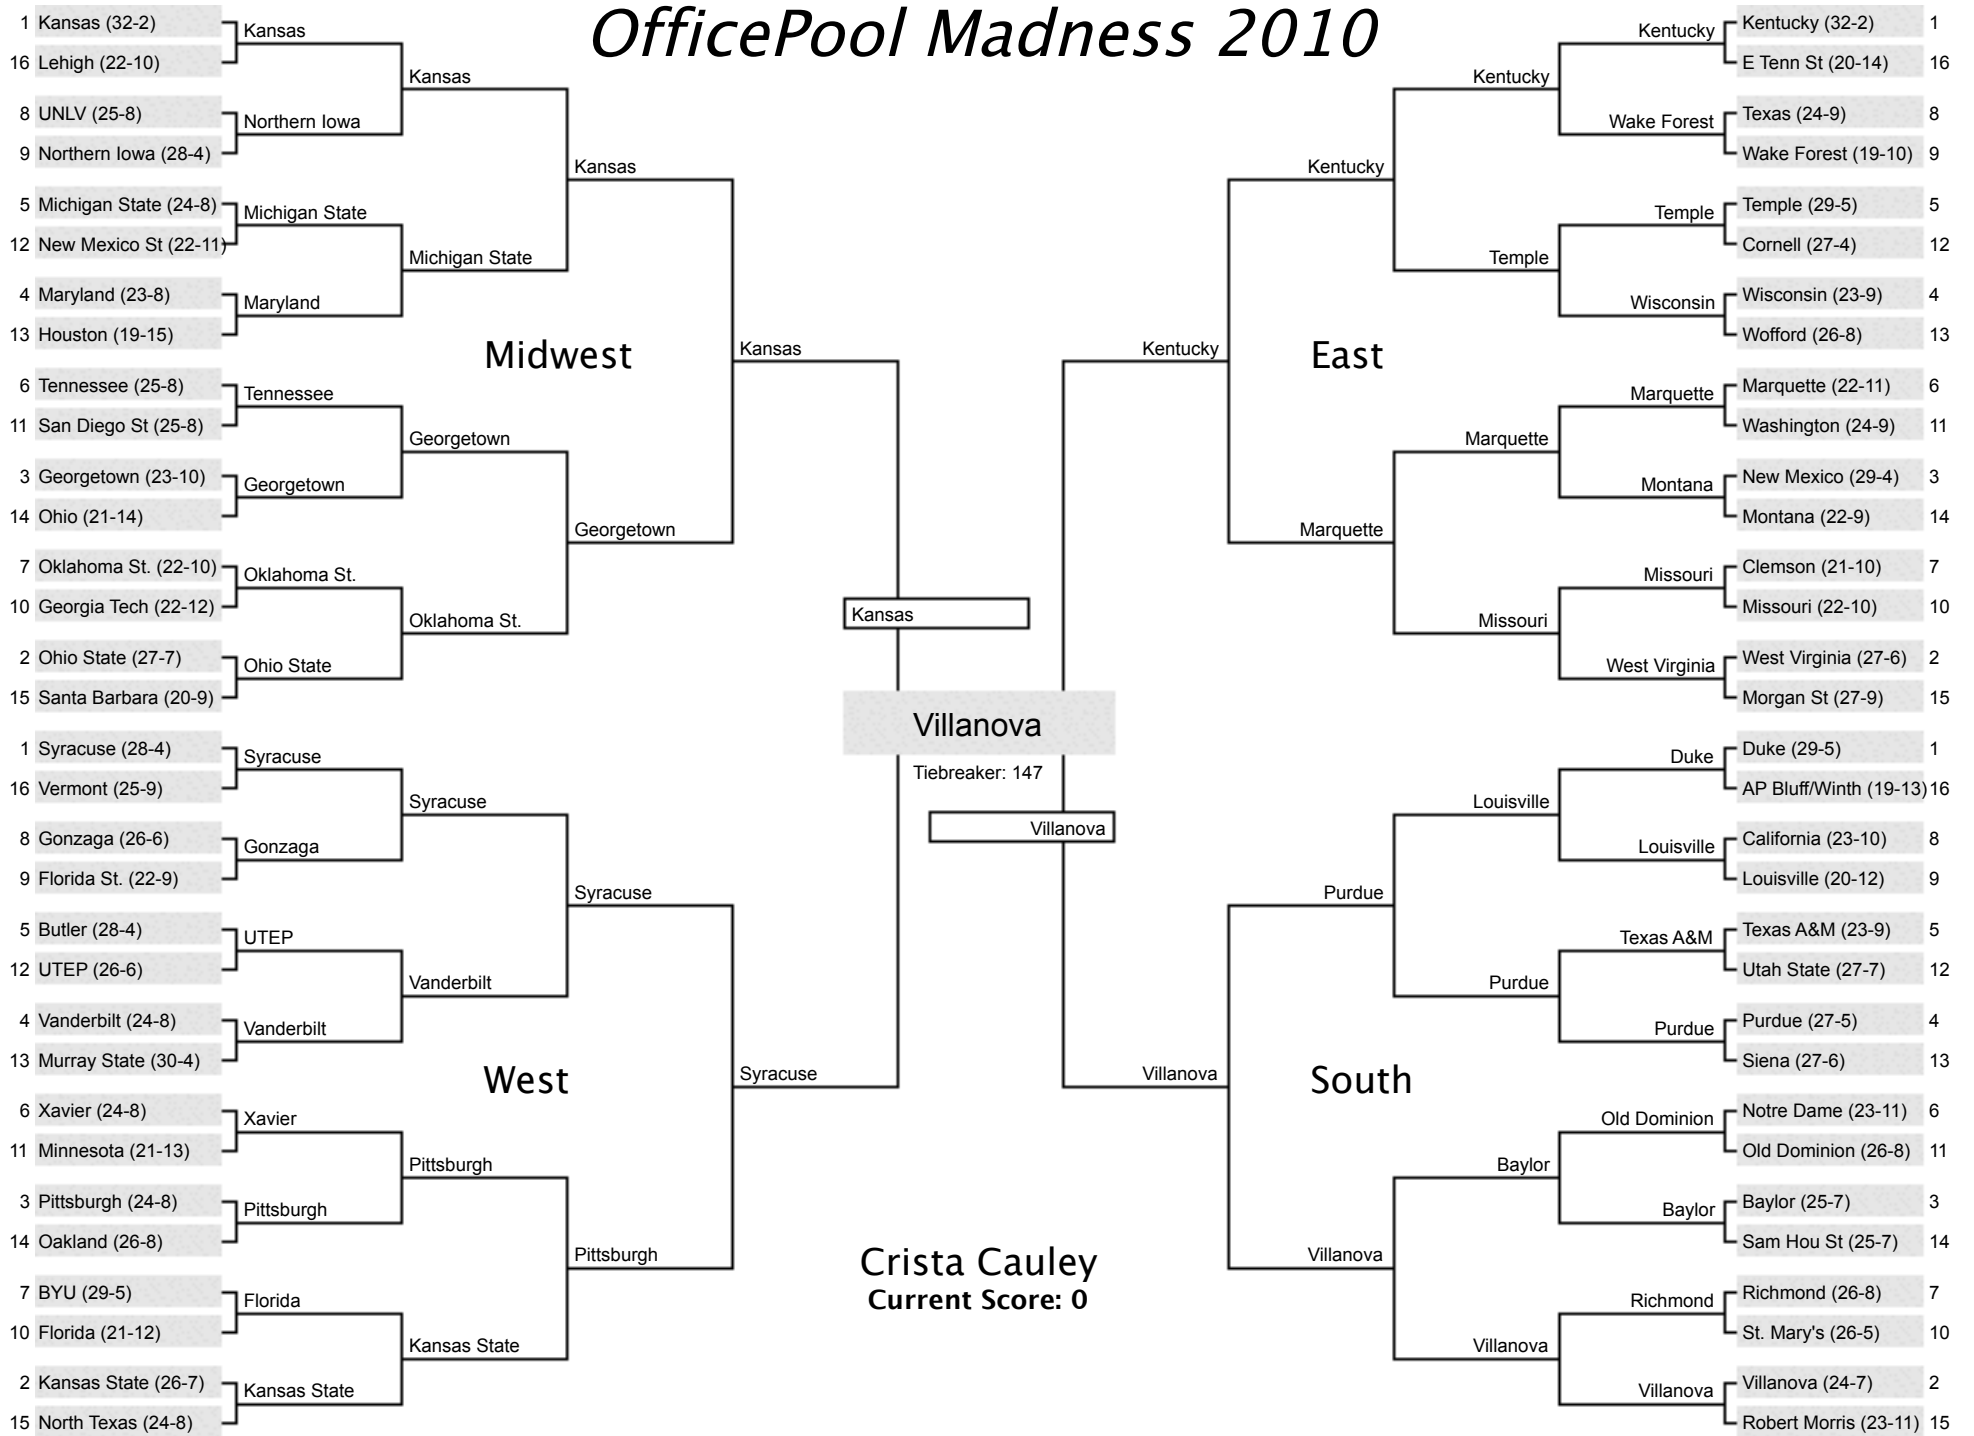 OfficePool Madness 2010
1 Kansas (32-2)
16 Lehigh (22-10)
8 UNLV (25-8)
9 Northern Iowa (28-4)
5 Michigan State (24-8)
12 New Mexico St (22-11)
4 Maryland (23-8)
13 Houston (19-15)
6 Tennessee (25-8)
11 San Diego St (25-8)
3 Georgetown (23-10)
14 Ohio (21-14)
7 Oklahoma St. (22-10)
10 Georgia Tech (22-12)
2 Ohio State (27-7)
15 Santa Barbara (20-9)
Kansas
Northern Iowa
Michigan State
Maryland
Tennessee
Georgetown
Oklahoma St.
Ohio State
Kansas
Michigan State
Georgetown
Oklahoma St.
Kansas
Georgetown
Kansas
Midwest
1 Syracuse (28-4)
16 Vermont (25-9)
8 Gonzaga (26-6)
9 Florida St. (22-9)
5 Butler (28-4)
12 UTEP (26-6)
4 Vanderbilt (24-8)
13 Murray State (30-4)
6 Xavier (24-8)
11 Minnesota (21-13)
3 Pittsburgh (24-8)
14 Oakland (26-8)
7 BYU (29-5)
10 Florida (21-12)
2 Kansas State (26-7)
15 North Texas (24-8)
Syracuse
Gonzaga
UTEP
Vanderbilt
Xavier
Pittsburgh
Florida
Kansas State
Syracuse
Vanderbilt
Pittsburgh
Kansas State
Syracuse
Pittsburgh
Syracuse
West
Kansas
Villanova
Tiebreaker: 147
Villanova
Crista Cauley
Current Score: 0
Kentucky (32-2) 1
E Tenn St (20-14) 16
Texas (24-9) 8
Wake Forest (19-10) 9
Temple (29-5) 5
Cornell (27-4) 12
Wisconsin (23-9) 4
Wofford (26-8) 13
Marquette (22-11) 6
Washington (24-9) 11
New Mexico (29-4) 3
Montana (22-9) 14
Clemson (21-10) 7
Missouri (22-10) 10
West Virginia (27-6) 2
Morgan St (27-9) 15
Kentucky
Wake Forest
Temple
Wisconsin
Marquette
Montana
Missouri
West Virginia
Kentucky
Temple
Marquette
Missouri
Kentucky
Marquette
Kentucky
East
Duke (29-5) 1
AP Bluff/Winth (19-13) 16
California (23-10) 8
Louisville (20-12) 9
Texas A&M (23-9) 5
Utah State (27-7) 12
Purdue (27-5) 4
Siena (27-6) 13
Notre Dame (23-11) 6
Old Dominion (26-8) 11
Baylor (25-7) 3
Sam Hou St (25-7) 14
Richmond (26-8) 7
St. Mary's (26-5) 10
Villanova (24-7) 2
Robert Morris (23-11) 15
Duke
Louisville
Texas A&M
Purdue
Old Dominion
Baylor
Richmond
Villanova
Louisville
Purdue
Baylor
Villanova
Purdue
Villanova
Villanova
South